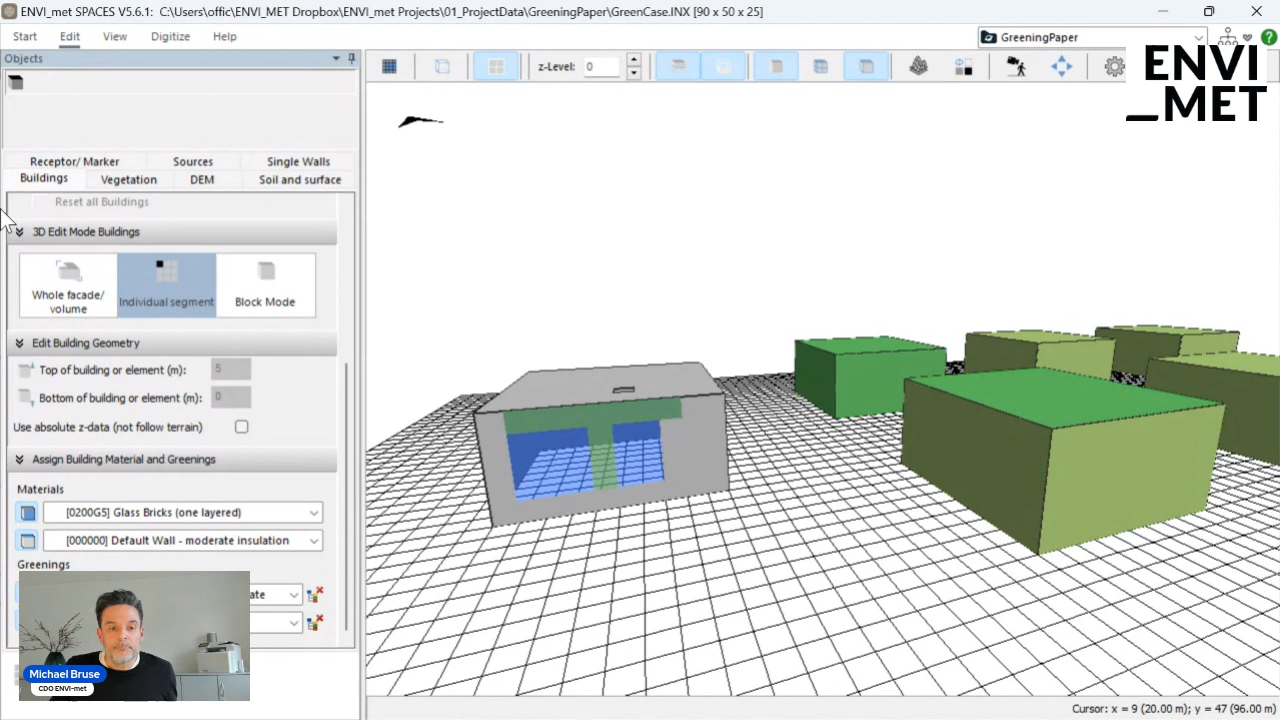 ENVI_met SPACES V5.6.1: C:\Users\offic\ENVI_MET Dropbox\ENVI_met Projects\01_ProjectData\GreeningPaper\GreenCase.INX [90 x 50 x 25]
Start Edit View Digitize Help
GreeningPaper
Objects
z-Level: 0
ENVI
_MET
Receptor/ Marker Sources Single Walls
Buildings Vegetation DEM Soil and surface
Reset all Buildings
3D Edit Mode Buildings
Whole facade/
volume
Individual segment
Block Mode
Edit Building Geometry
Top of building or element (m): 5
Bottom of building or element (m): 0
Use absolute z-data (not follow terrain)
Assign Building Material and Greenings
Materials
[0200G5] Glass Bricks (one layered)
[000000] Default Wall - moderate insulation
Greenings
ate
Michael Bruse
CDO ENVI-met
Cursor: x = 9 (20.00 m); y = 47 (96.00 m)